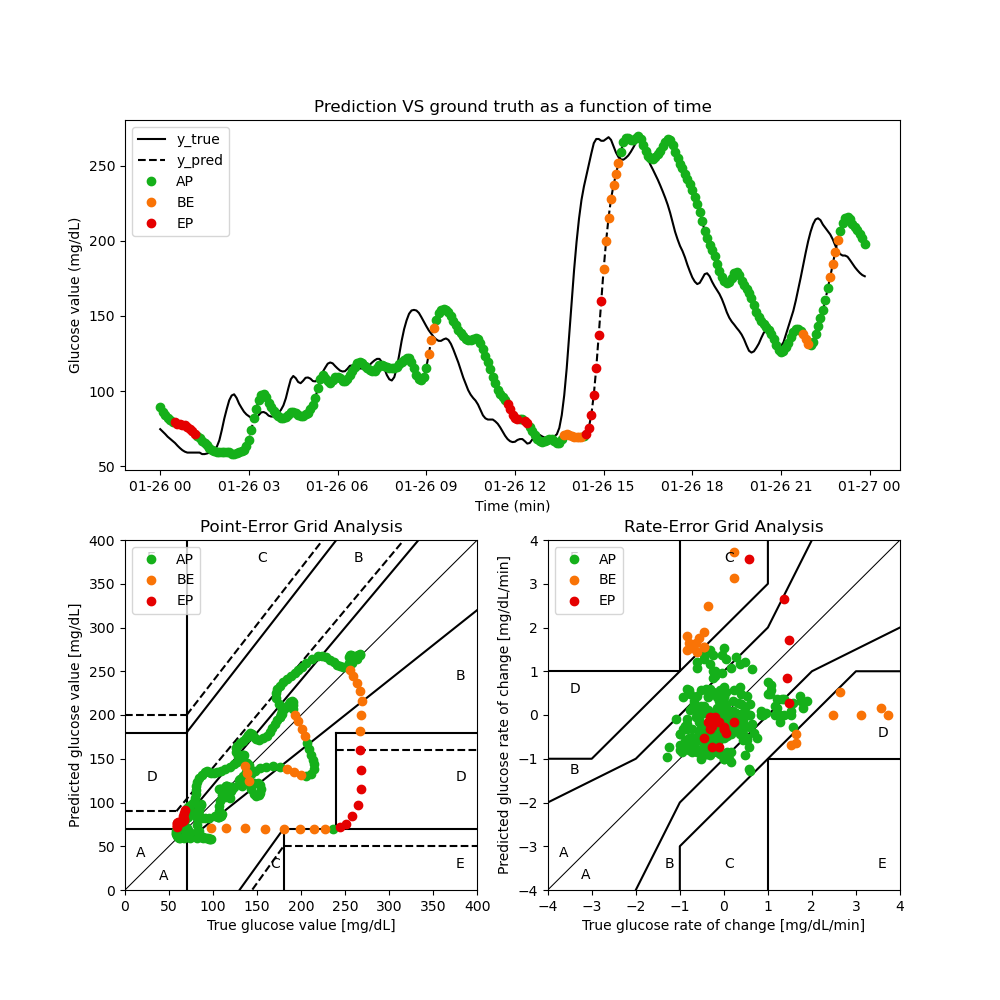 Prediction VS ground truth as a function of time
Glucose value (mg/dL)
250
200
150
100
50
y_true
y_pred
AP
BE
EP
01-26 00 01-26 03 01-26 06 01-26 09 01-26 12 01-26 15 01-26 18 01-26 21 01-27 00
Time (min)
Point-Error Grid Analysis
Predicted glucose value [mg/dL]
400
350
300
250
200
150
100
50
0
AP
BE
EP
C
B
B
D
D
A
A
C
E
0 50 100 150 200 250 300 350 400
True glucose value [mg/dL]
Rate-Error Grid Analysis
Predicted glucose rate of change [mg/dL/min]
4
3
2
1
0
−1
−2
−3
−4
AP
BE
EP
C
D
D
B
A
A
B
C
E
−4 −3 −2 −1 0 1 2 3 4
True glucose rate of change [mg/dL/min]